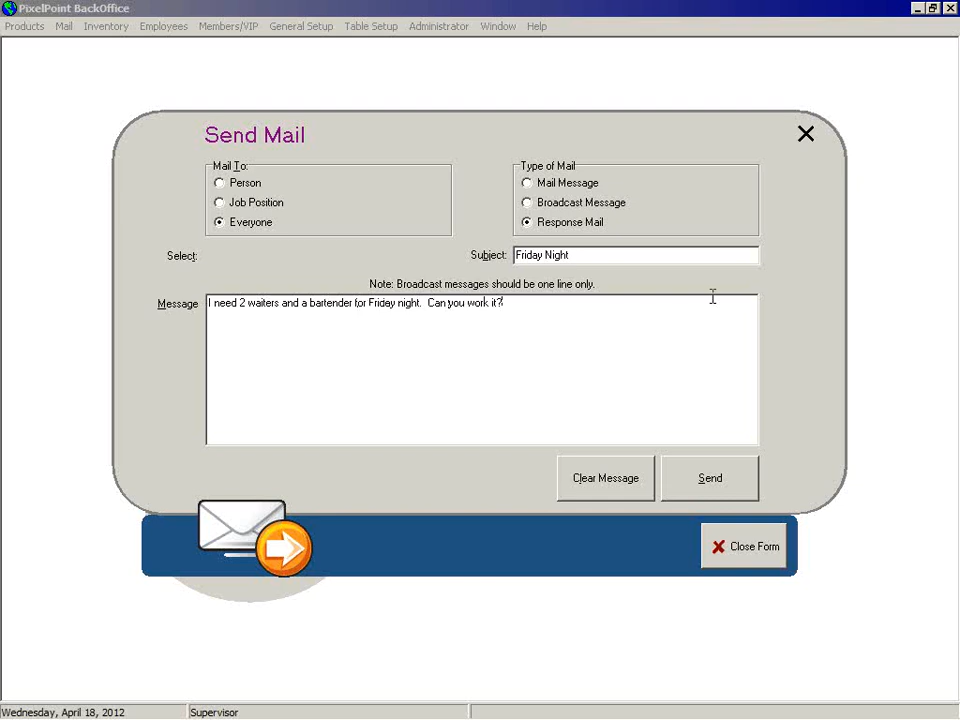 PixelPoint BackOffice
Products Mail Inventory Employees Members/VIP General Setup Table Setup Administrator Window Help
Send Mail
Mail To:
Person
Job Position
Everyone
Type of Mail
Mail Message
Broadcast Message
Response Mail
Select:
Subject: Friday Night
Note: Broadcast messages should be one line only.
Message I need 2 waiters and a bartender for Friday night. Can you work it?
Clear Message Send
Close Form
Wednesday, April 18, 2012 Supervisor